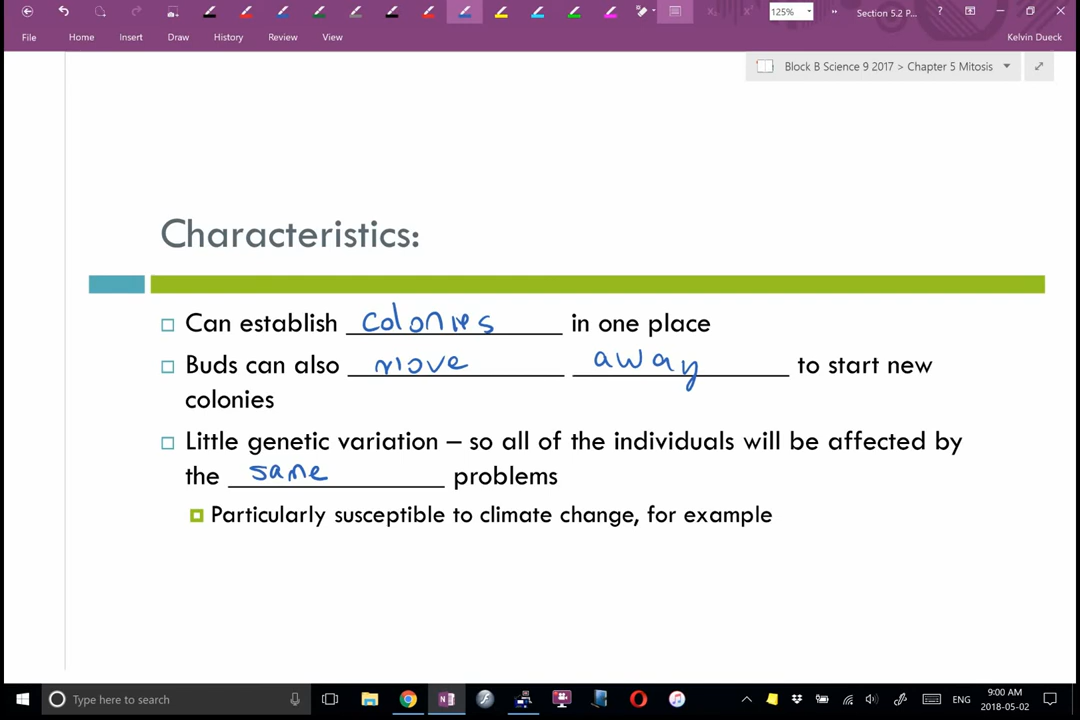 125%
Section 5.2 P...
?
File Home Insert Draw History Review View
Kelvin Dueck
Block B Science 9 2017 > Chapter 5 Mitosis
Characteristics:
Can establish colonies in one place
Buds can also move away to start new
colonies
Little genetic variation – so all of the individuals will be affected by
the same problems
Particularly susceptible to climate change, for example
Type here to search
ENG
9:00 AM
2018-05-02